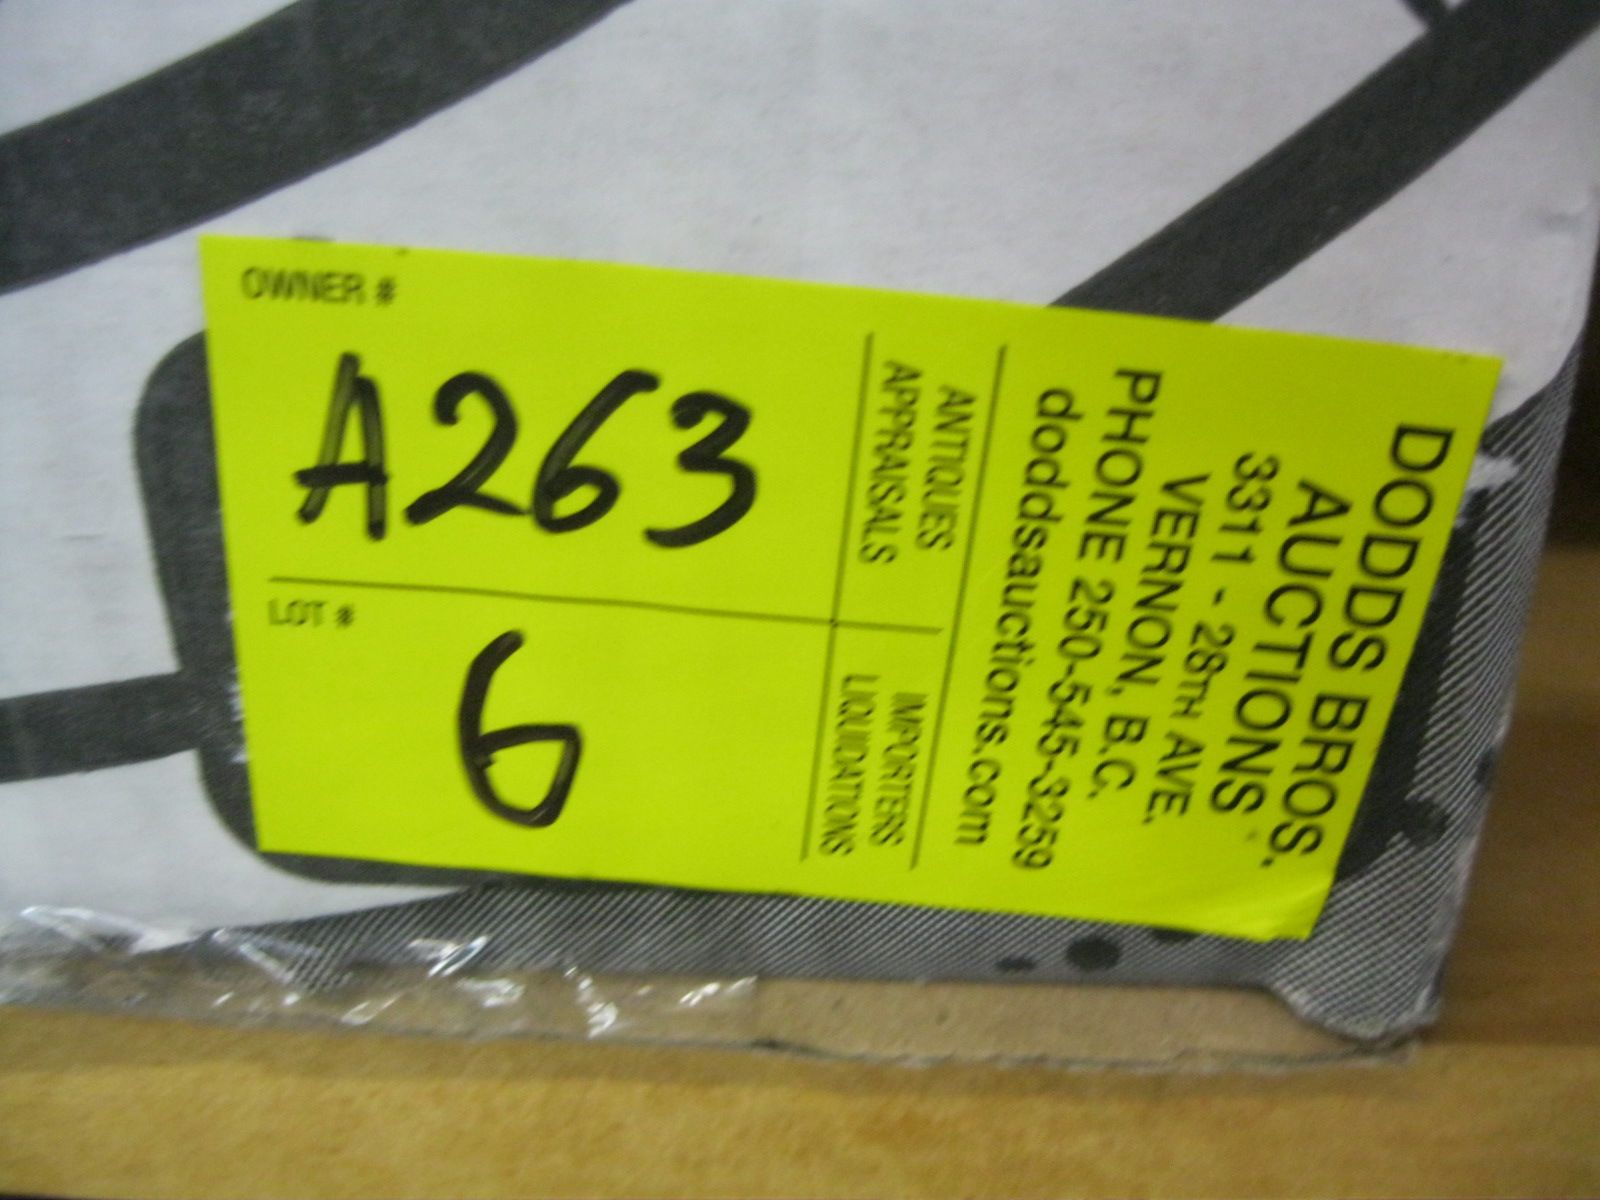 OWNER #
A263
LOT #
6
DODDS BROS.
AUCTIONS
3311 - 28TH AVE.
VERNON, B.C.
PHONE 250-545-3259
doddsauctions.com
ANTIQUES
APPRAISALS
IMPORTERS
LIQUIDATIONS